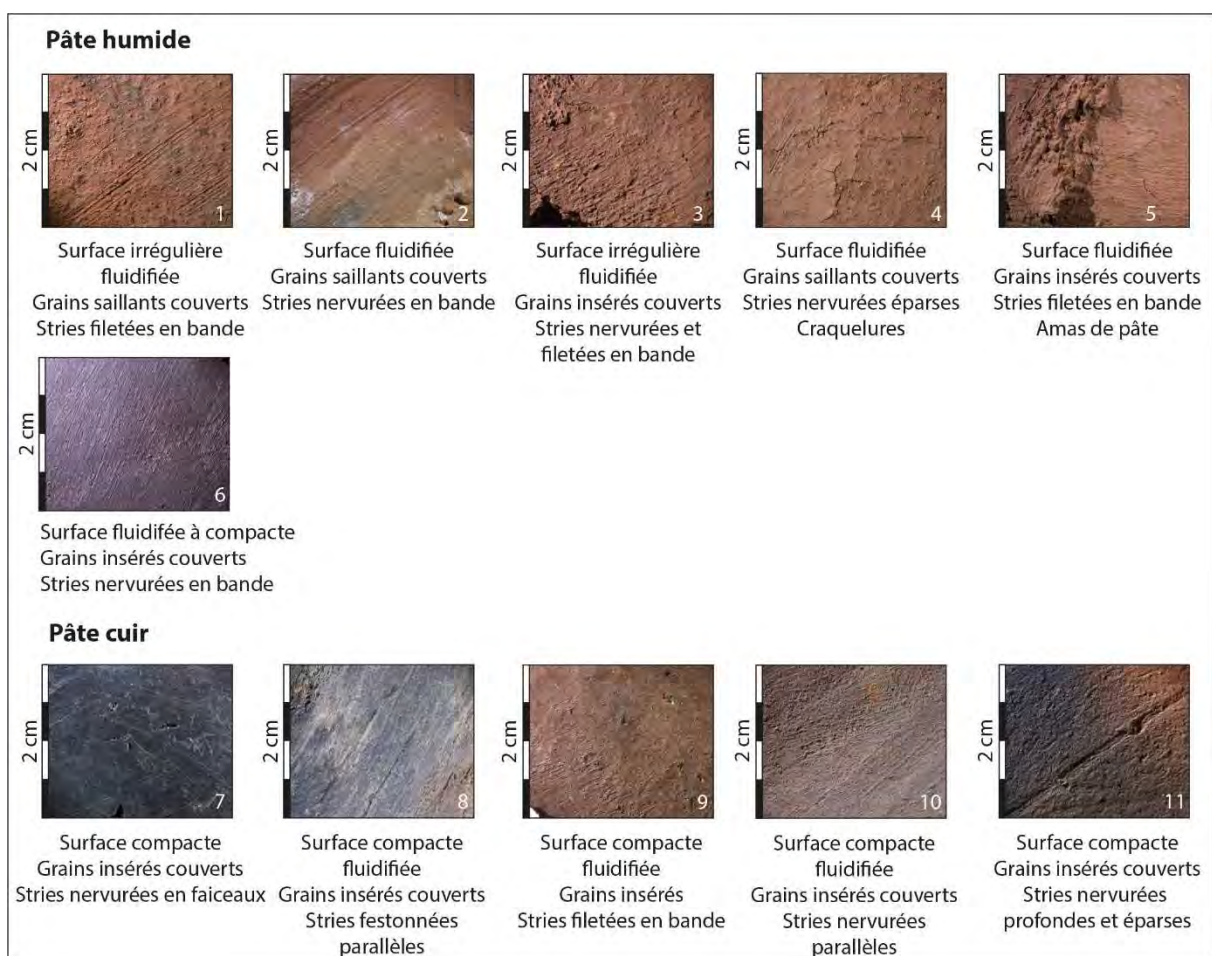 Pâte humide
2 cm
1
Surface irrégulière
fluidifiée
Grains saillants couverts
Stries filetées en bande
2 cm
2
Surface fluidifiée
Grains saillants couverts
Stries nervurées en bande
2 cm
3
Surface irrégulière
fluidifiée
Grains insérés couverts
Stries nervurées et
filetées en bande
2 cm
4
Surface fluidifiée
Grains saillants couverts
Stries nervurées éparses
Craquelures
2 cm
5
Surface fluidifiée
Grains insérés couverts
Stries filetées en bande
Amas de pâte
2 cm
6
Surface fluidifée à compacte
Grains insérés couverts
Stries nervurées en bande
Pâte cuir
2 cm
7
Surface compacte
Grains insérés couverts
Stries nervurées en faiceaux
2 cm
8
Surface compacte
fluidifiée
Grains insérés couverts
Stries festonnées
parallèles
2 cm
9
Surface compacte
fluidifiée
Grains insérés
Stries filetées en bande
2 cm
10
Surface compacte
fluidifiée
Grains insérés couverts
Stries nervurées
parallèles
2 cm
11
Surface compacte
Grains insérés couverts
Stries nervurées
profondes et éparses